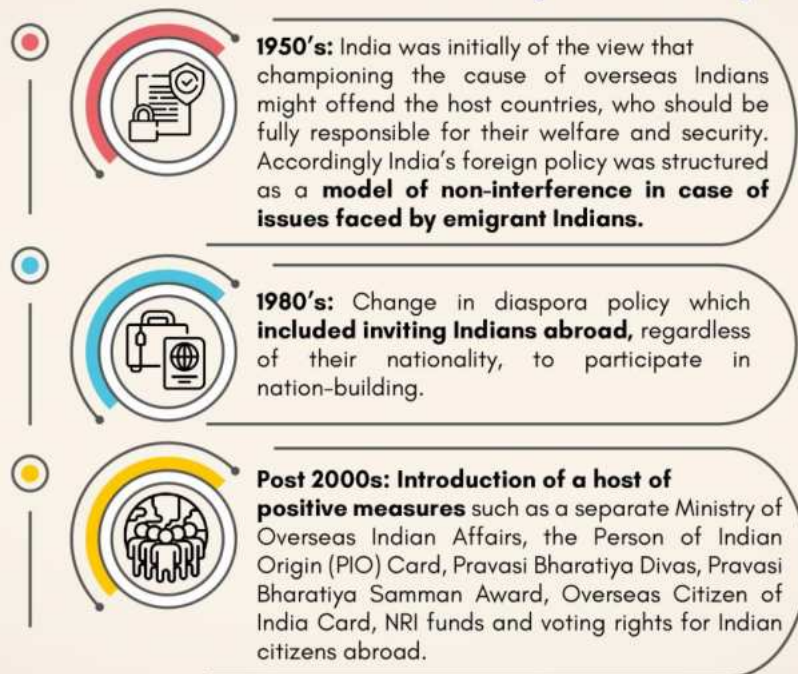 1950's: India was initially of the view that
championing the cause of overseas Indians
might offend the host countries, who should be
fully responsible for their welfare and security.
Accordingly India's foreign policy was structured
as a model of non-interference in case of
issues faced by emigrant Indians.
1980's: Change in diaspora policy which
included inviting Indians abroad, regardless
of their nationality, to participate in
nation-building.
Post 2000s: Introduction of a host of
positive measures such as a separate Ministry of
Overseas Indian Affairs, the Person of Indian
Origin (PIO) Card, Pravasi Bharatiya Divas, Pravasi
Bharatiya Samman Award, Overseas Citizen of
India Card, NRI funds and voting rights for Indian
citizens abroad.